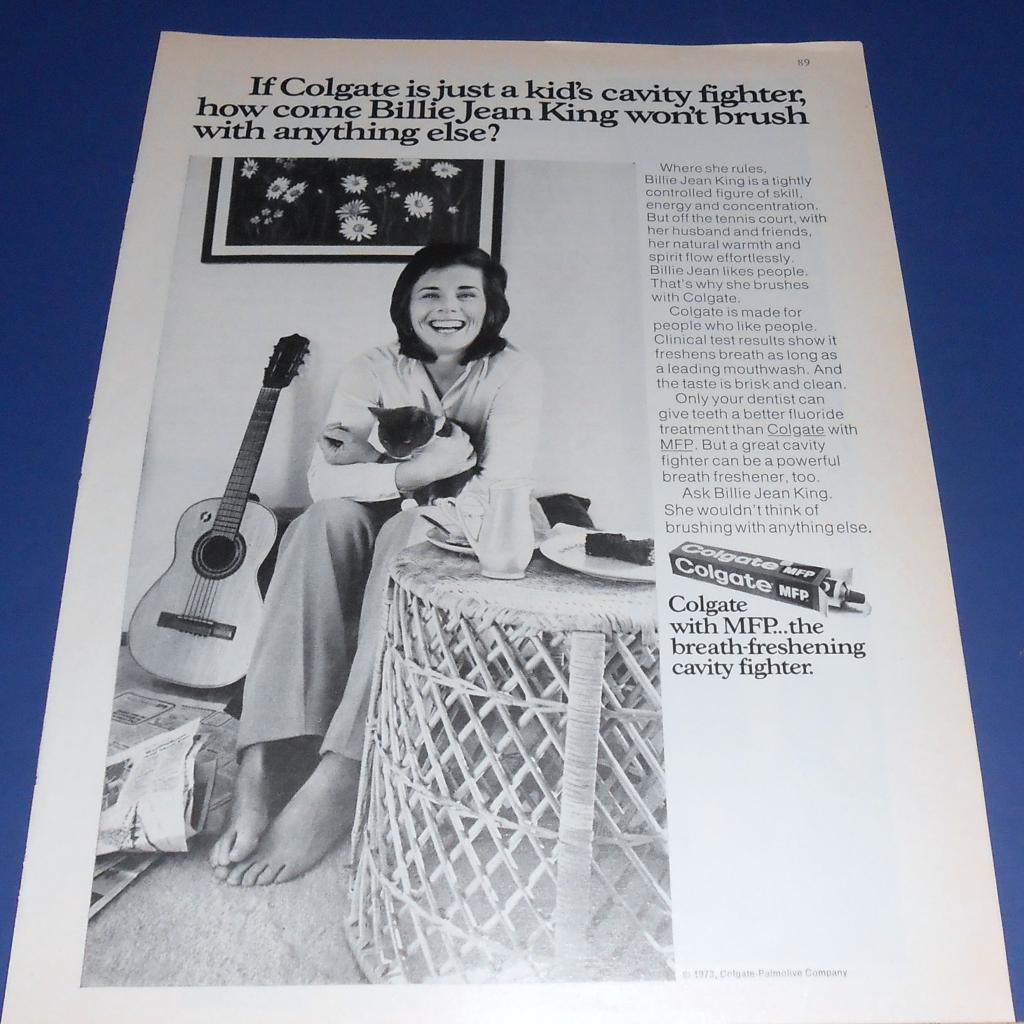 89
If Colgate is just a kid's cavity fighter,
how come Billie Jean King won't brush
with anything else?
Where she rules,
Billie Jean King is a tightly
controlled figure of skill,
energy and concentration.
But off the tennis court, with
her husband and friends,
her natural warmth and
spirit flow effortlessly.
Billie Jean likes people.
That's why she brushes
with Colgate.
Colgate is made for
people who like people.
Clinical test results show it
freshens breath as long as
a leading mouthwash. And
the taste is brisk and clean.
Only your dentist can
give teeth a better fluoride
treatment than Colgate with
MFP. But a great cavity
fighter can be a powerful
breath freshener, too.
Ask Billie Jean King.
She wouldn't think of
brushing with anything else.
Colgate MFP
Colgate MFP
Colgate
with MFP...the
breath-freshening
cavity fighter.
© 1973, Colgate-Palmolive Company